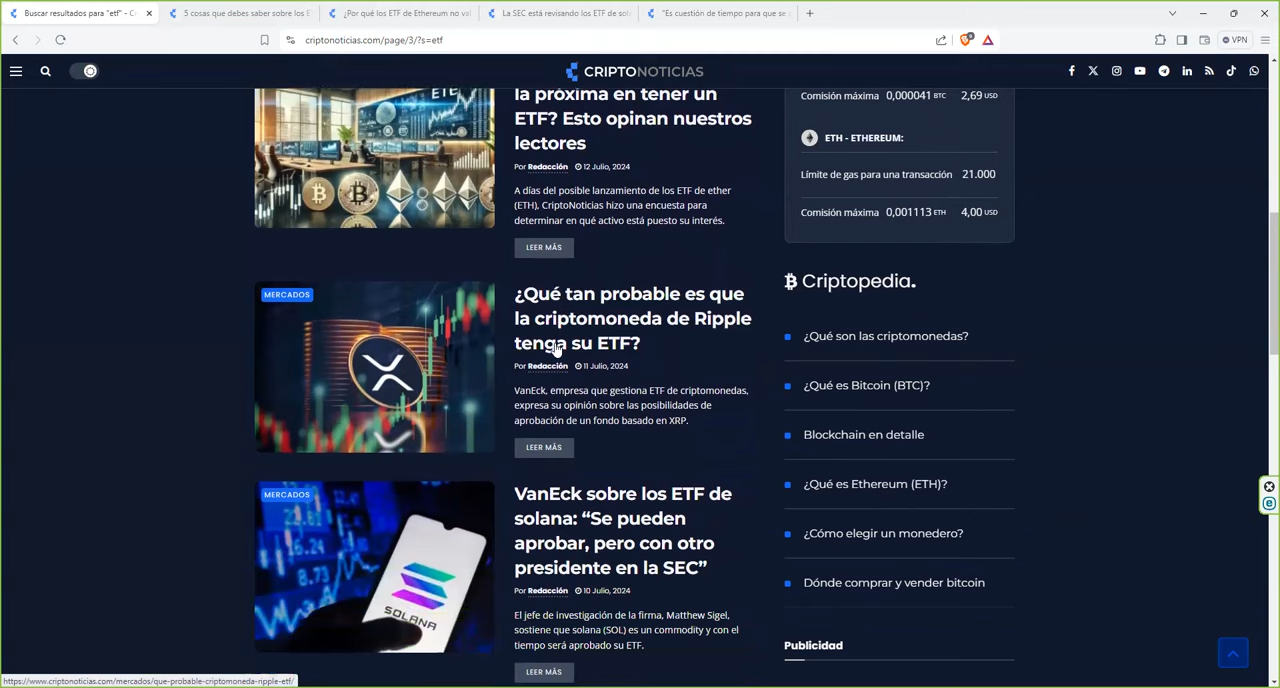 Buscar resultados para "etf" - C
5 cosas que debes saber sobre los E
¿Por qué los ETF de Ethereum no va
La SEC está revisando los ETF de sol
"Es cuestión de tiempo para que se
criptonoticias.com/page/3/?s=etf
VPN
CRIPTONOTICIAS
la próxima en tener un
ETF? Esto opinan nuestros
lectores
Por Redacción 12 Julio, 2024
A días del posible lanzamiento de los ETF de ether
(ETH), CriptoNoticias hizo una encuesta para
determinar en qué activo está puesto su interés.
LEER MÁS
MERCADOS
¿Qué tan probable es que
la criptomoneda de Ripple
tenga su ETF?
Por Redacción 11 Julio, 2024
VanEck, empresa que gestiona ETF de criptomonedas,
expresa su opinión sobre las posibilidades de
aprobación de un fondo basado en XRP.
LEER MÁS
MERCADOS
16.24
8.73
SOLANA
VanEck sobre los ETF de
solana: “Se pueden
aprobar, pero con otro
presidente en la SEC”
Por Redacción 10 Julio, 2024
El jefe de investigación de la firma, Matthew Sigel,
sostiene que solana (SOL) es un commodity y con el
tiempo será aprobado su ETF.
LEER MÁS
Comisión máxima 0,000041 BTC 2,69 USD
ETH - ETHEREUM:
Límite de gas para una transacción 21.000
Comisión máxima 0,001113 ETH 4,00 USD
Criptopedia.
¿Qué son las criptomonedas?
¿Qué es Bitcoin (BTC)?
Blockchain en detalle
¿Qué es Ethereum (ETH)?
¿Cómo elegir un monedero?
Dónde comprar y vender bitcoin
Publicidad
https://www.criptonoticias.com/mercados/que-probable-criptomoneda-ripple-etf/